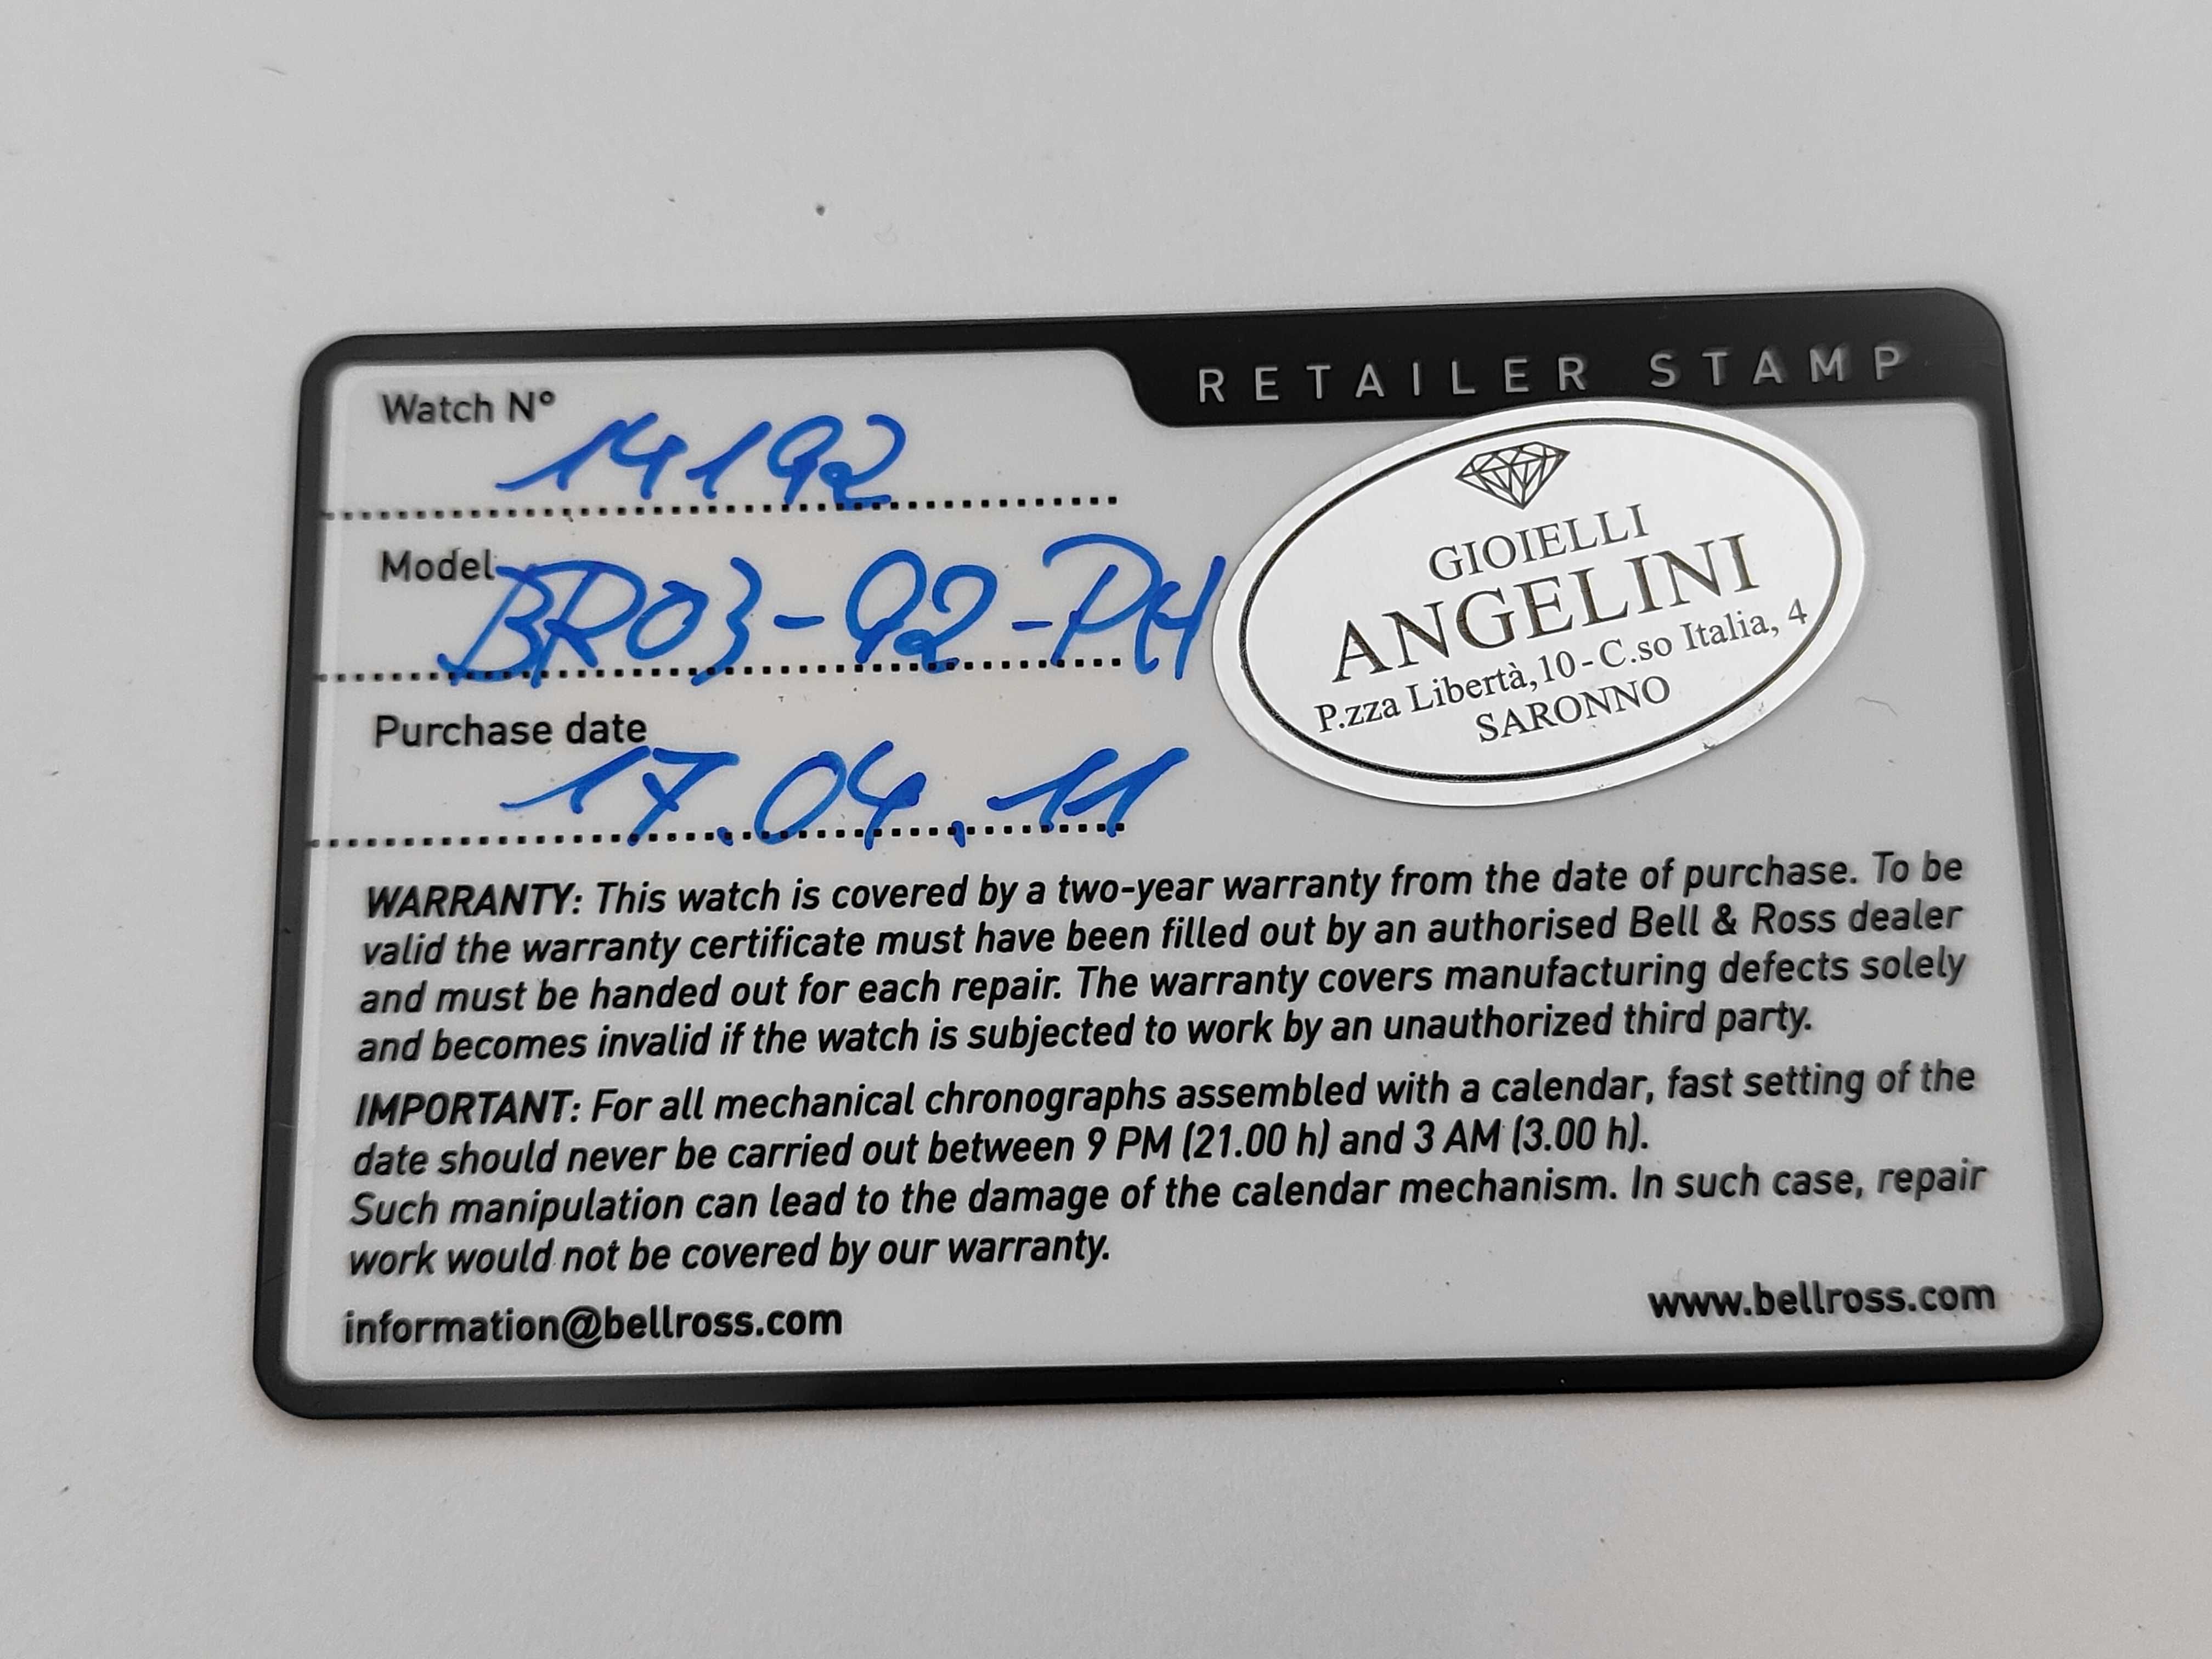 RETAILER STAMP
Watch N°
14192
Model
BR03-92-PH
Purchase date
17.04.11
GIOIELLI
ANGELINI
P.zza Libertà,10-C.so Italia, 4
SARONNO
WARRANTY: This watch is covered by a two-year warranty from the date of purchase. To be
valid the warranty certificate must have been filled out by an authorised Bell & Ross dealer
and must be handed out for each repair. The warranty covers manufacturing defects solely
and becomes invalid if the watch is subjected to work by an unauthorized third party.
IMPORTANT: For all mechanical chronographs assembled with a calendar, fast setting of the
date should never be carried out between 9 PM (21.00 h) and 3 AM (3.00 h).
Such manipulation can lead to the damage of the calendar mechanism. In such case, repair
work would not be covered by our warranty.
information@bellross.com
www.bellross.com